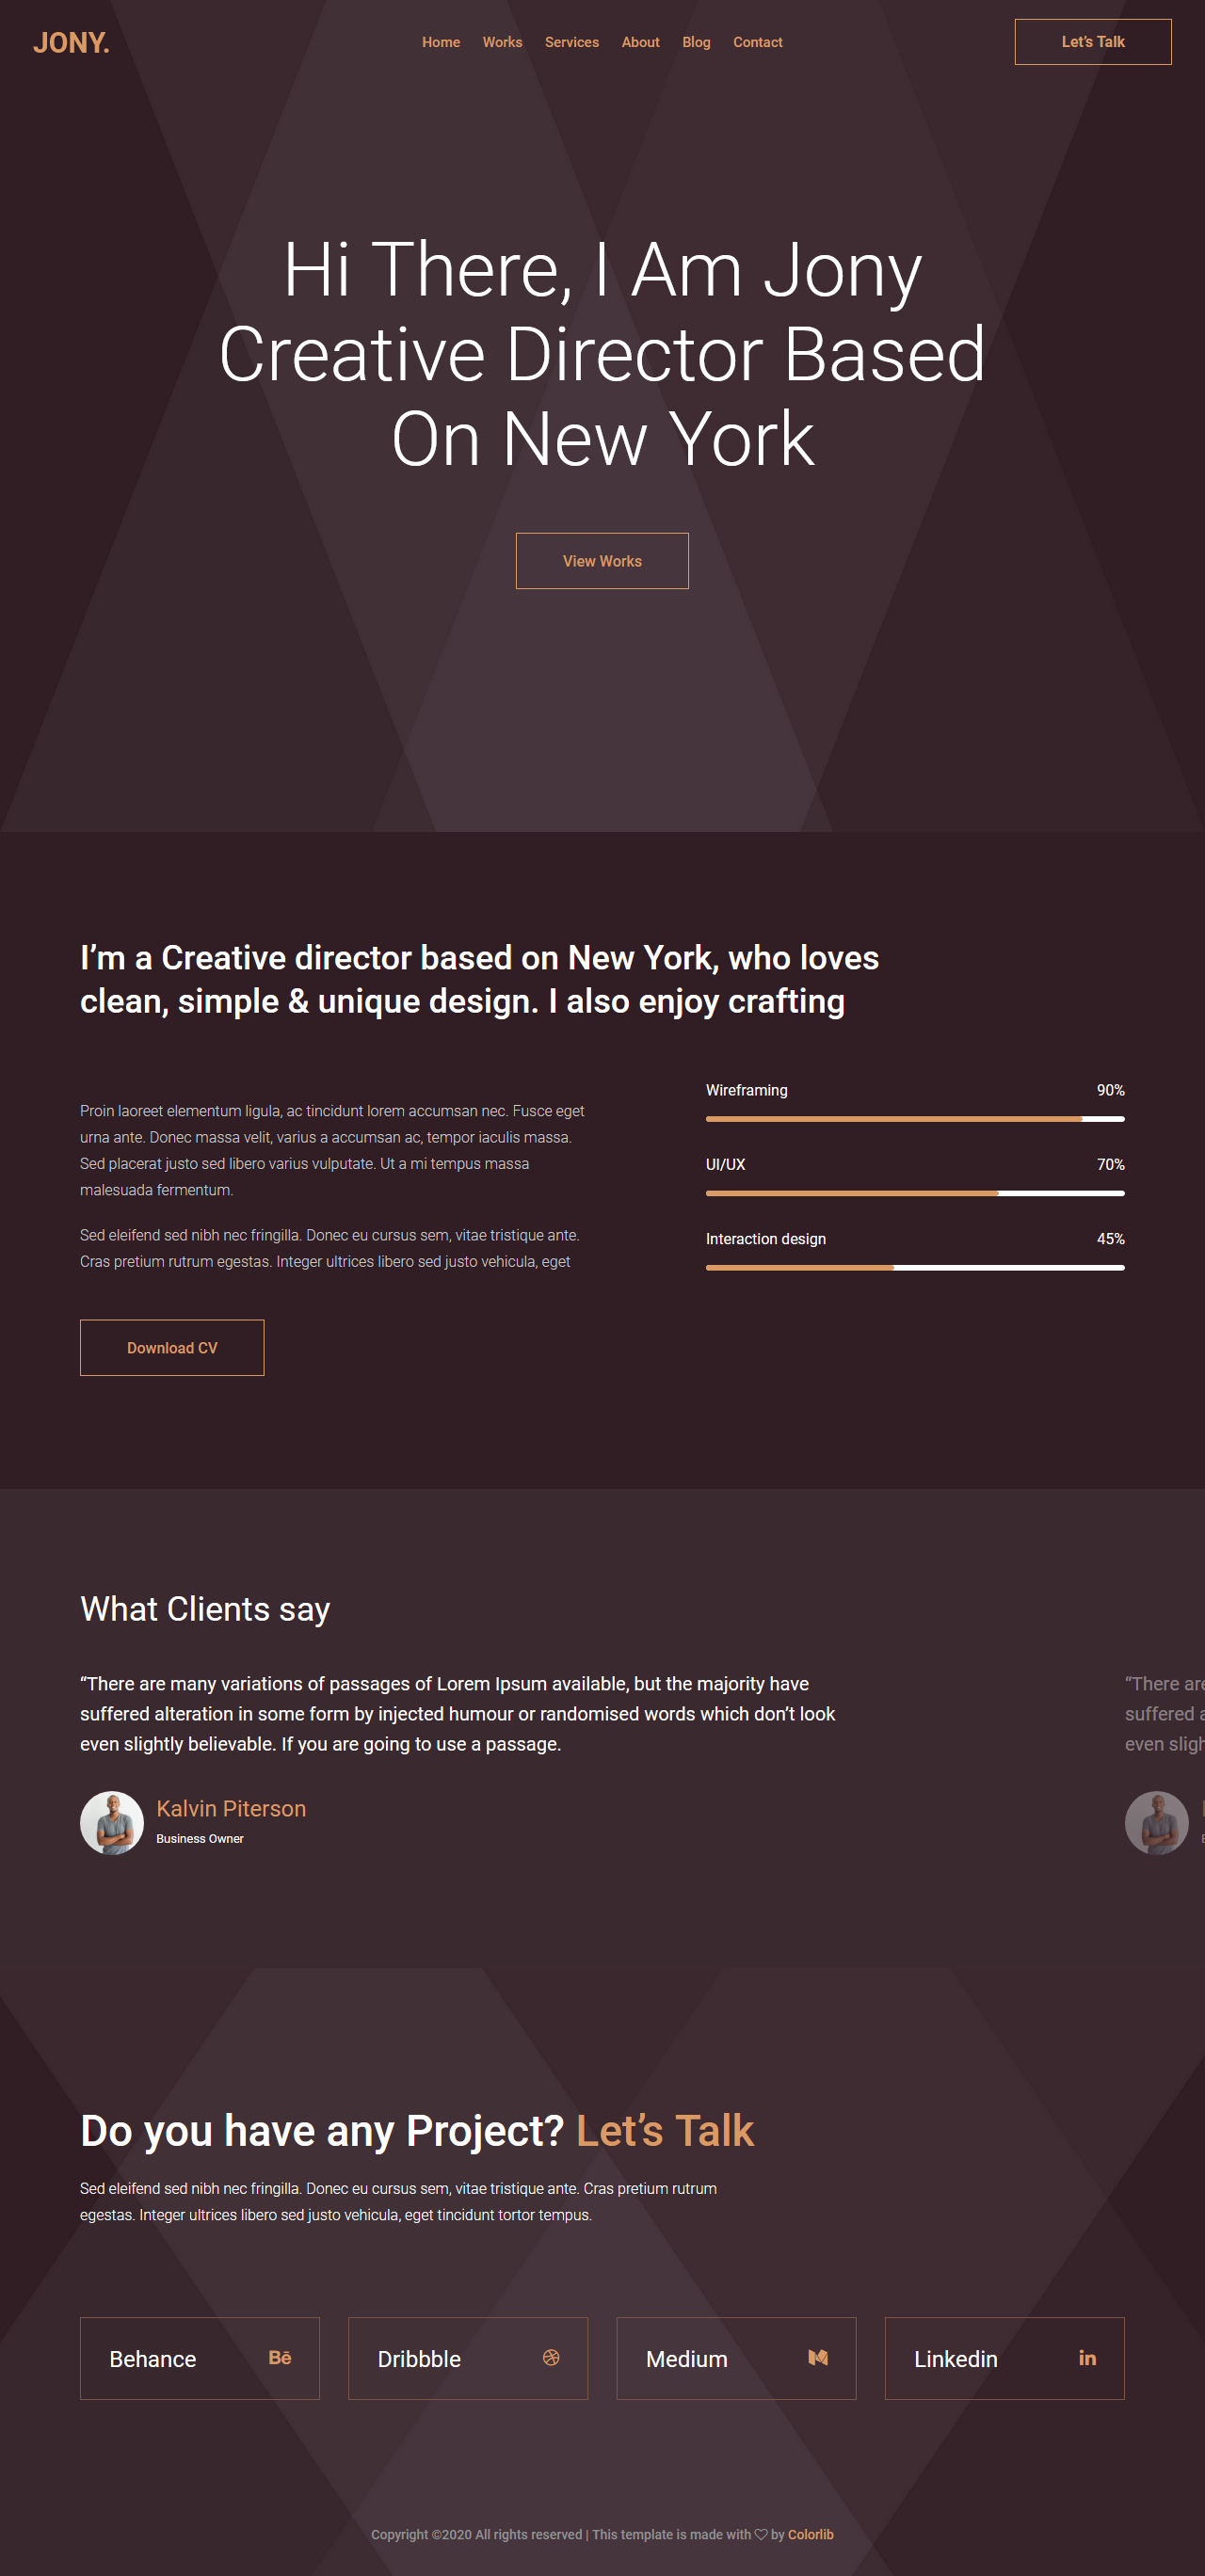 JONY.
Home Works Services About Blog Contact
Let's Talk
Hi There, I Am Jony
Creative Director Based
On New York
View Works
I’m a Creative director based on New York, who loves
clean, simple & unique design. I also enjoy crafting
Proin laoreet elementum ligula, ac tincidunt lorem accumsan nec. Fusce eget
urna ante. Donec massa velit, varius a accumsan ac, tempor iaculis massa.
Sed placerat justo sed libero varius vulputate. Ut a mi tempus massa
malesuada fermentum.
Sed eleifend sed nibh nec fringilla. Donec eu cursus sem, vitae tristique ante.
Cras pretium rutrum egestas. Integer ultrices libero sed justo vehicula, eget
Download CV
Wireframing 90%
UI/UX 70%
Interaction design 45%
What Clients say
“There are many variations of passages of Lorem Ipsum available, but the majority have
suffered alteration in some form by injected humour or randomised words which don’t look
even slightly believable. If you are going to use a passage.
Kalvin Piterson
Business Owner
“There are
suffered a
even sligh
Do you have any Project? Let’s Talk
Sed eleifend sed nibh nec fringilla. Donec eu cursus sem, vitae tristique ante. Cras pretium rutrum
egestas. Integer ultrices libero sed justo vehicula, eget tincidunt tortor tempus.
Behance Bē
Dribbble
Medium
Linkedin in
Copyright ©2020 All rights reserved | This template is made with ♡ by Colorlib